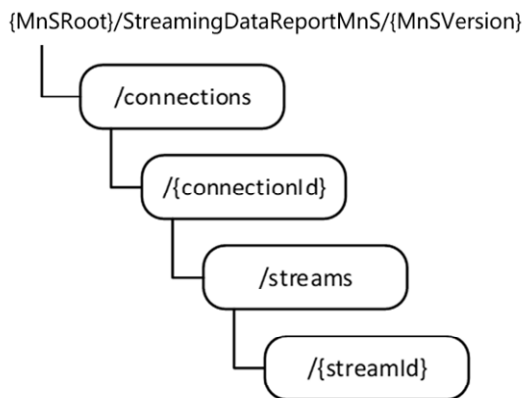 {MnSRoot}/StreamingDataReportMnS/{MnSVersion}
/connections
/{connectionId}
/streams
/{streamId}